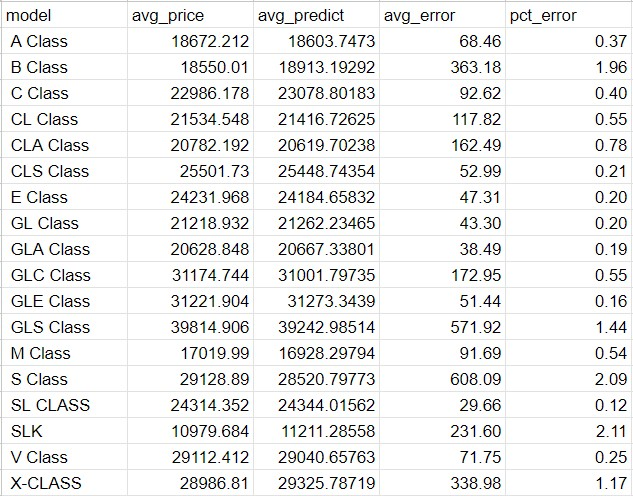 model avg_price avg_predict avg_error pct_error
A Class 18672.212 18603.7473 68.46 0.37
B Class 18550.01 18913.19292 363.18 1.96
C Class 22986.178 23078.80183 92.62 0.40
CL Class 21534.548 21416.72625 117.82 0.55
CLA Class 20782.192 20619.70238 162.49 0.78
CLS Class 25501.73 25448.74354 52.99 0.21
E Class 24231.968 24184.65832 47.31 0.20
GL Class 21218.932 21262.23465 43.30 0.20
GLA Class 20628.848 20667.33801 38.49 0.19
GLC Class 31174.744 31001.79735 172.95 0.55
GLE Class 31221.904 31273.3439 51.44 0.16
GLS Class 39814.906 39242.98514 571.92 1.44
M Class 17019.99 16928.29794 91.69 0.54
S Class 29128.89 28520.79773 608.09 2.09
SL CLASS 24314.352 24344.01562 29.66 0.12
SLK 10979.684 11211.28558 231.60 2.11
V Class 29112.412 29040.65763 71.75 0.25
X-CLASS 28986.81 29325.78719 338.98 1.17